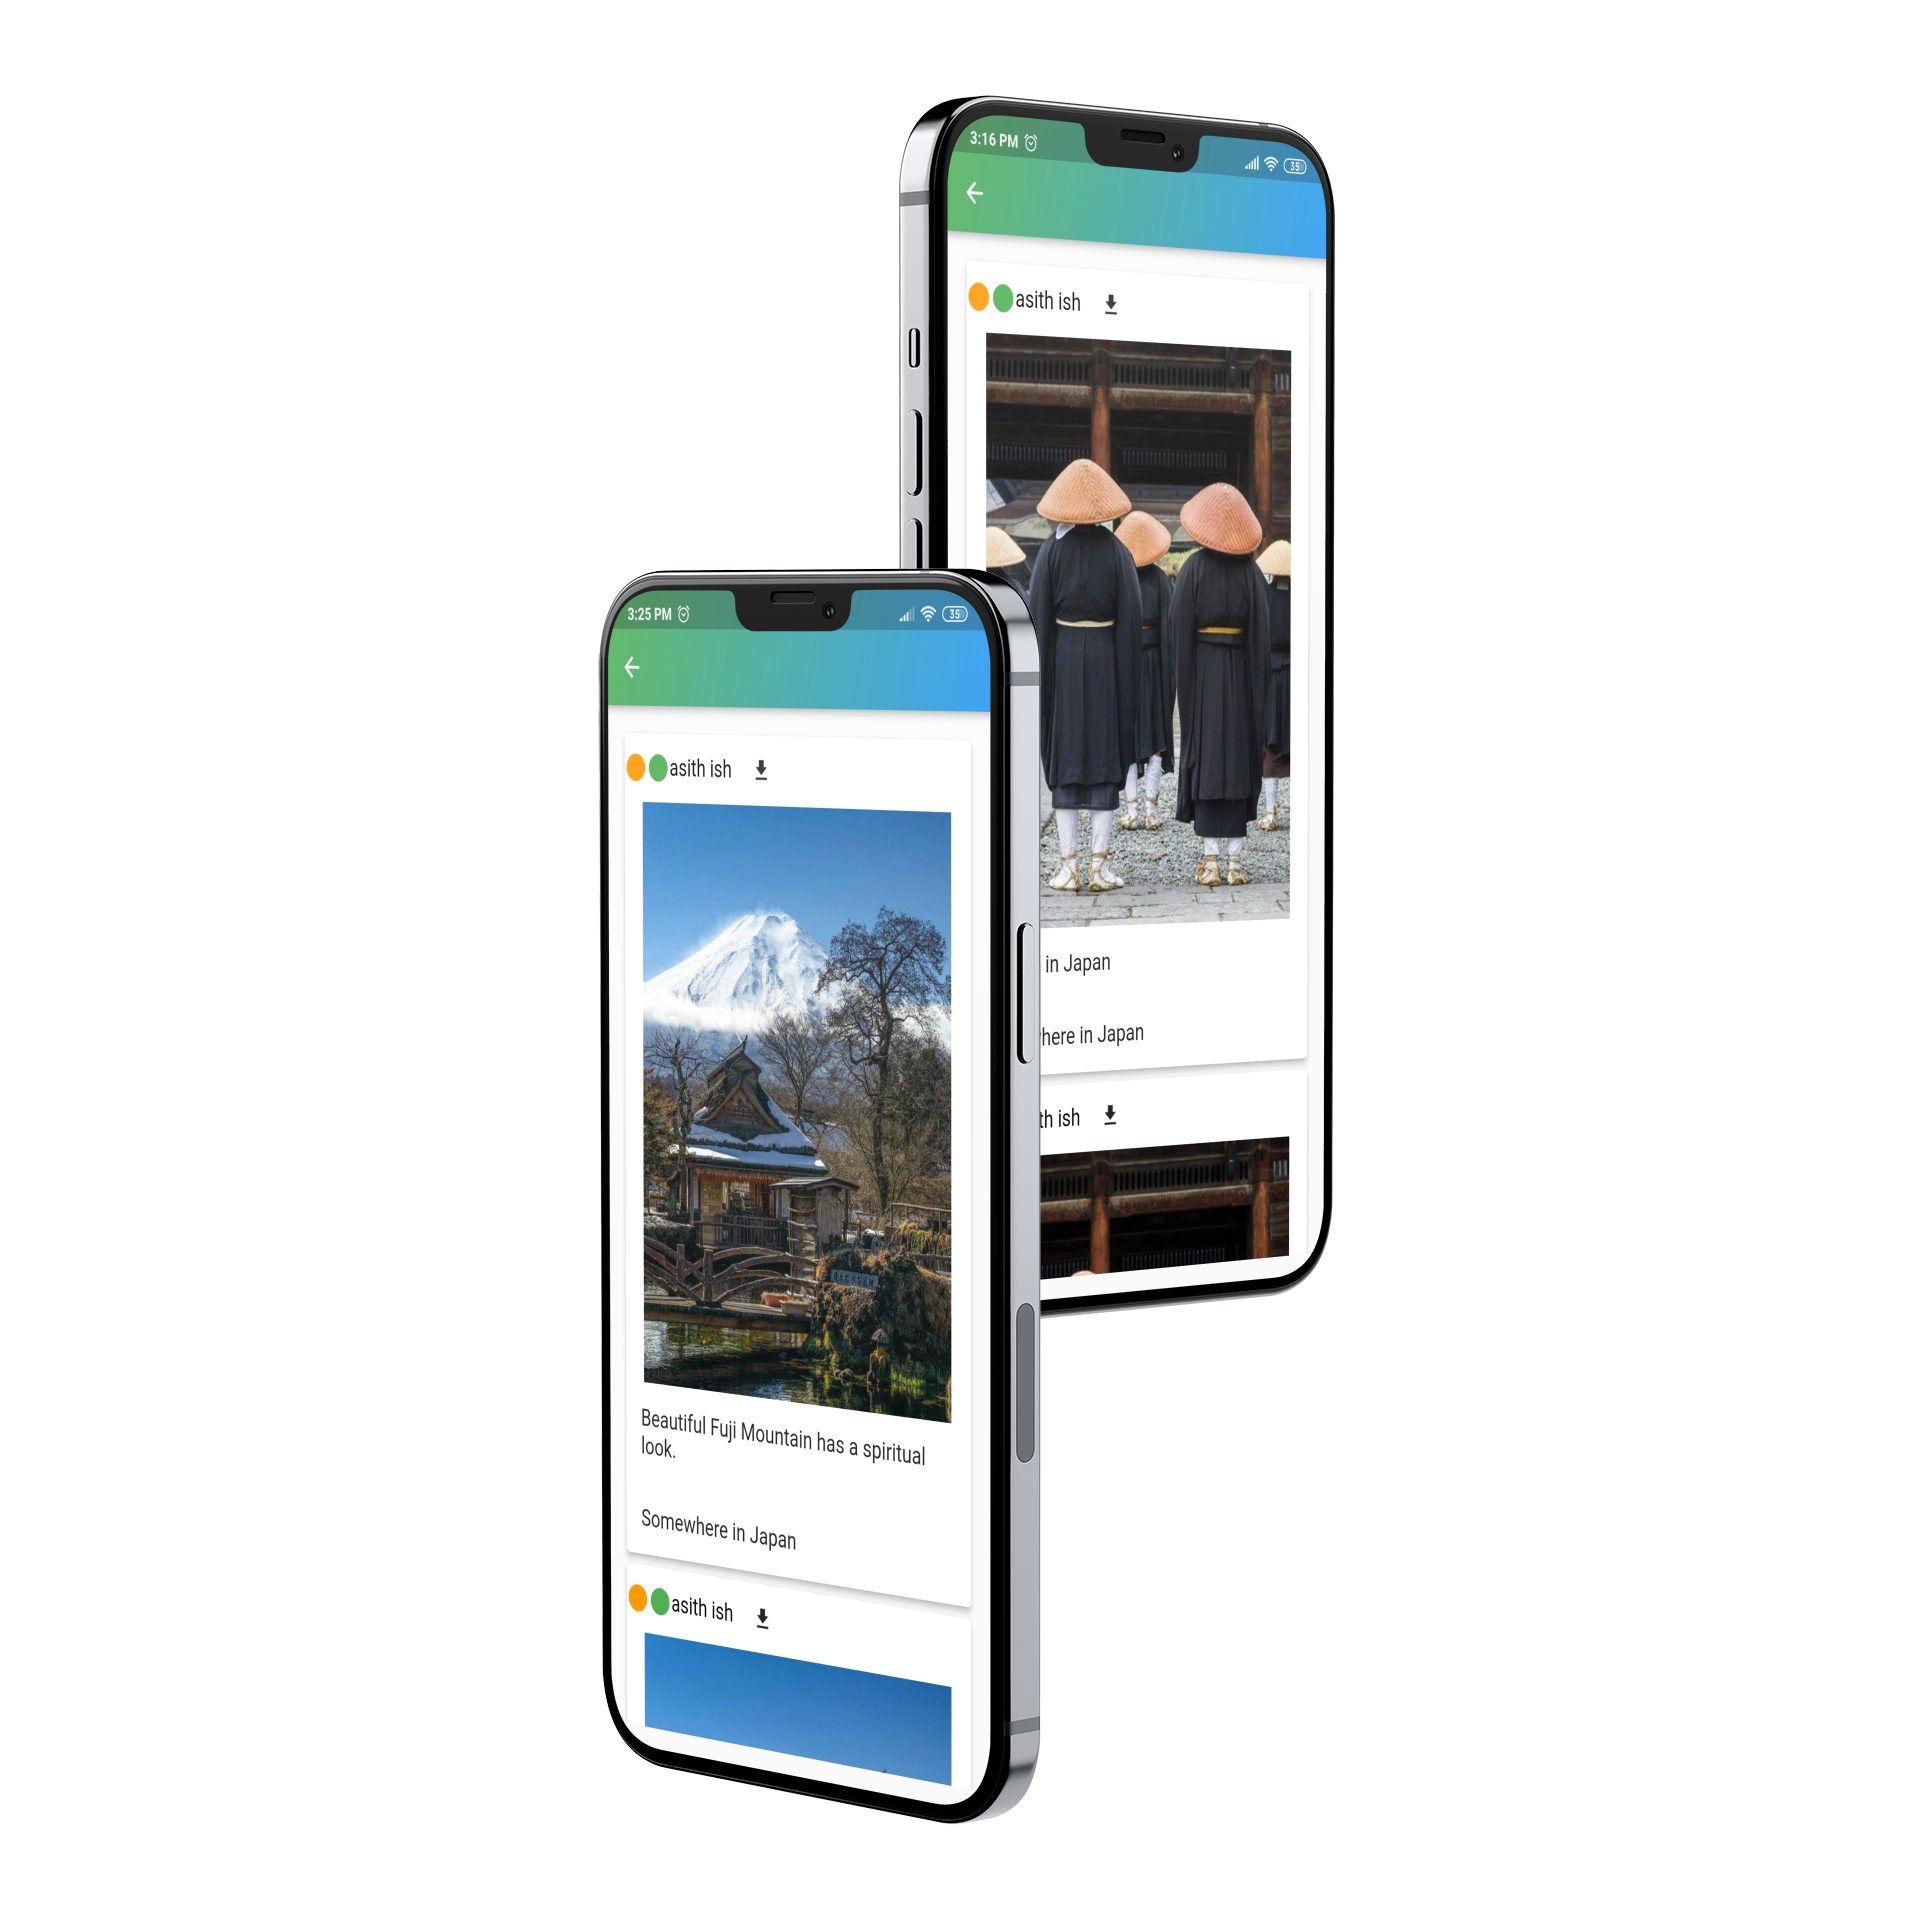 3:16 PM
35
asith ish
in Japan
here in Japan
th ish
3:25 PM
35
asith ish
Beautiful Fuji Mountain has a spiritual
look.
Somewhere in Japan
asith ish